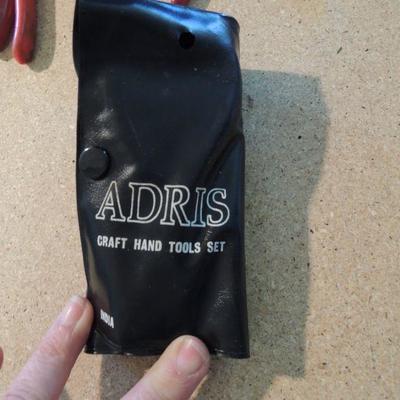 ADRIS
CRAFT HAND TOOLS SET
INDIA